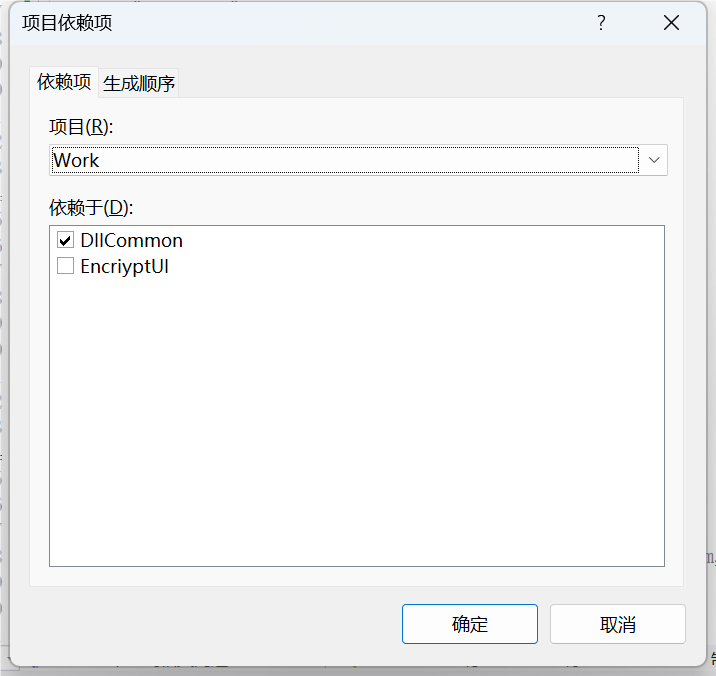 项目依赖项
?
依赖项 生成顺序
项目(R):
Work
依赖于(D):
DllCommon
EncriyptUI
确定 取消